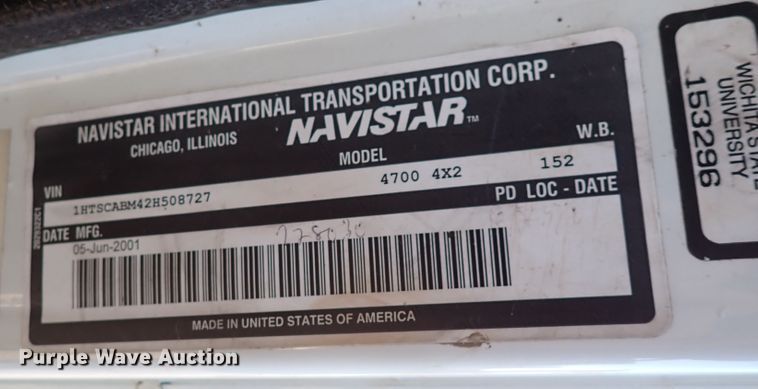 NAVISTAR INTERNATIONAL TRANSPORTATION CORP.
CHICAGO, ILLINOIS
NAVISTAR™
VIN
MODEL
W.B.
1HTSCABM42H508727
4700 4X2
152
DATE MFG.
PD LOC - DATE
05-Jun-2001
MADE IN UNITED STATES OF AMERICA
WICHITA STATE
UNIVERSITY
153296
Purple Wave Auction